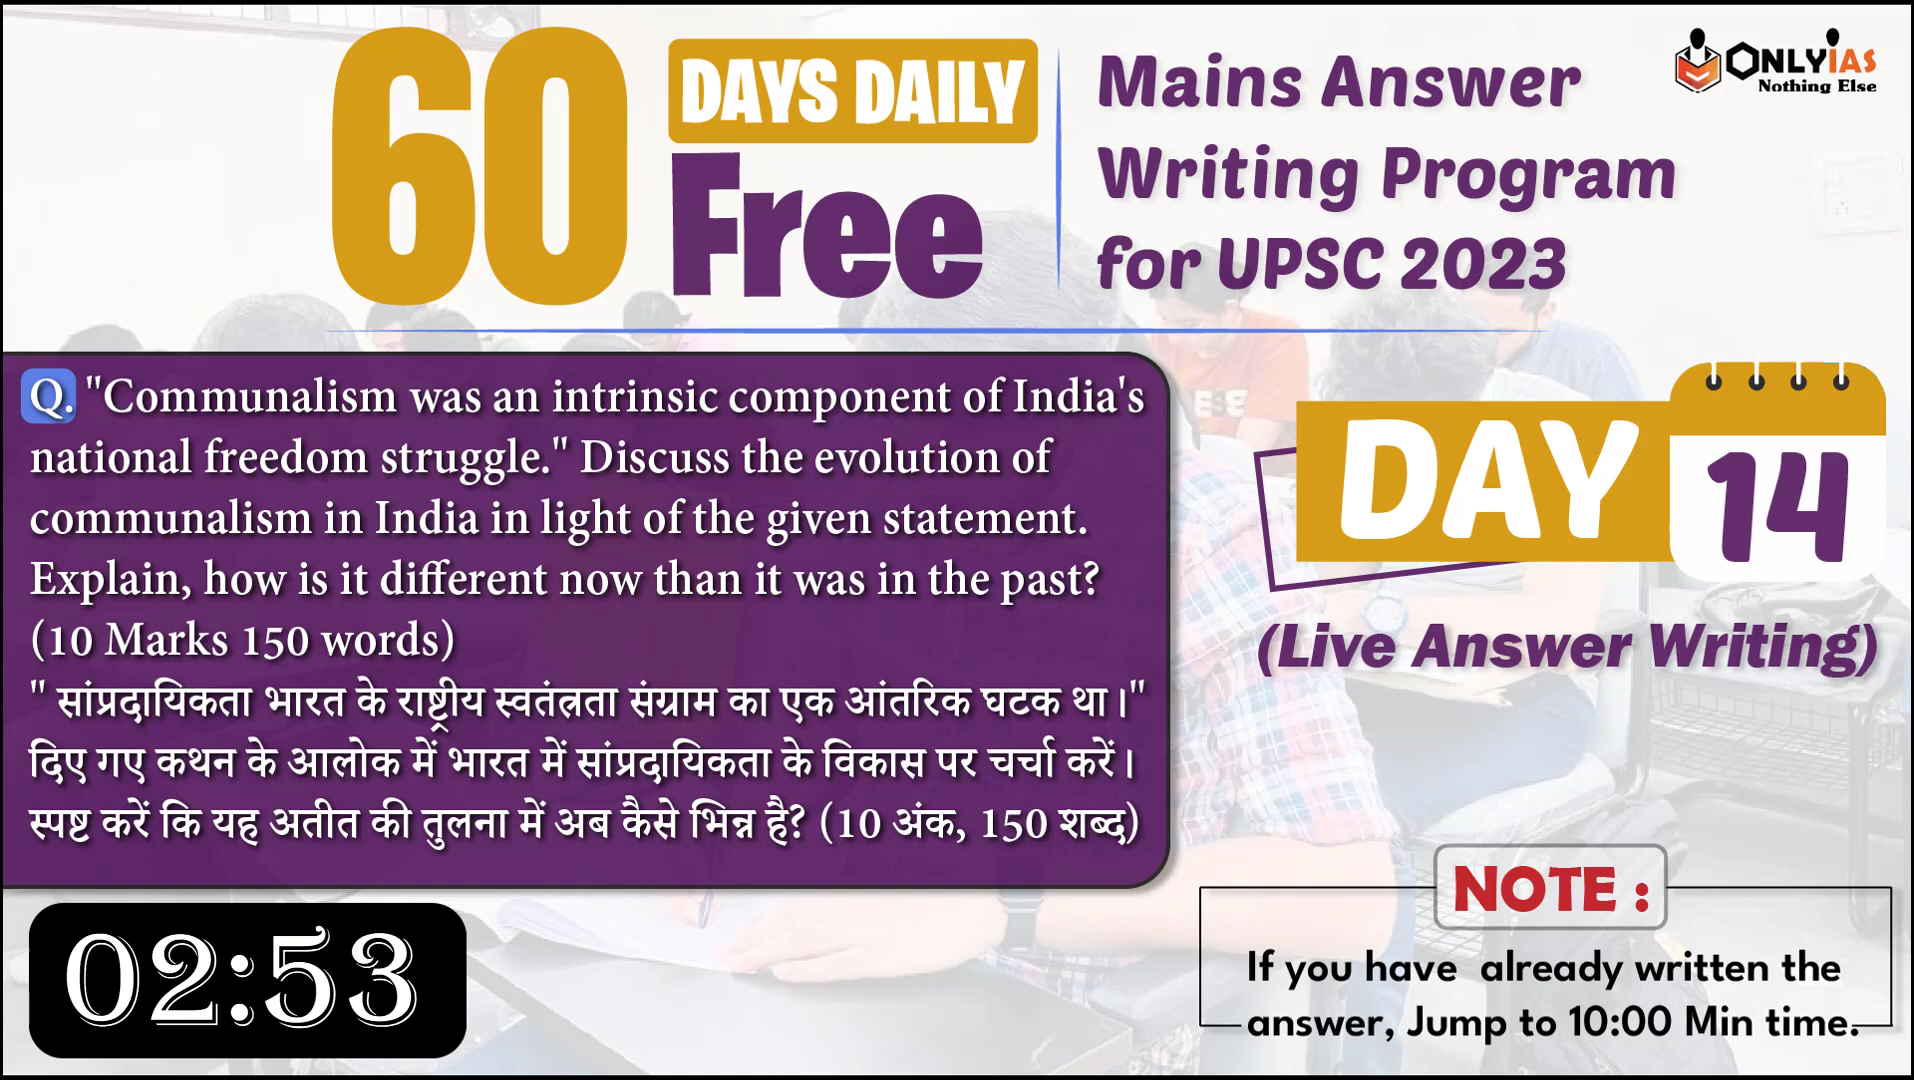 60 DAYS DAILY
Free
Mains Answer
Writing Program
for UPSC 2023
ONLYIAS
Nothing Else
Q. "Communalism was an intrinsic component of India's
national freedom struggle." Discuss the evolution of
communalism in India in light of the given statement.
Explain, how is it different now than it was in the past?
(10 Marks 150 words)
" सांप्रदायिकता भारत के राष्ट्रीय स्वतंत्रता संग्राम का एक आंतरिक घटक था।"
दिए गए कथन के आलोक में भारत में सांप्रदायिकता के विकास पर चर्चा करें।
स्पष्ट करें कि यह अतीत की तुलना में अब कैसे भिन्न है? (10 अंक, 150 शब्द)
DAY 14
(Live Answer Writing)
02:53
NOTE :
If you have already written the
answer, Jump to 10:00 Min time.